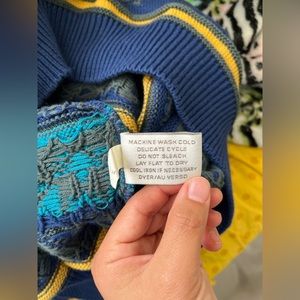 MACHINE WASH COLD
DELICATE CYCLE
DO NOT BLEACH
LAY FLAT TO DRY
COOL IRON IF NECESSARY
OVER/AU VERSO